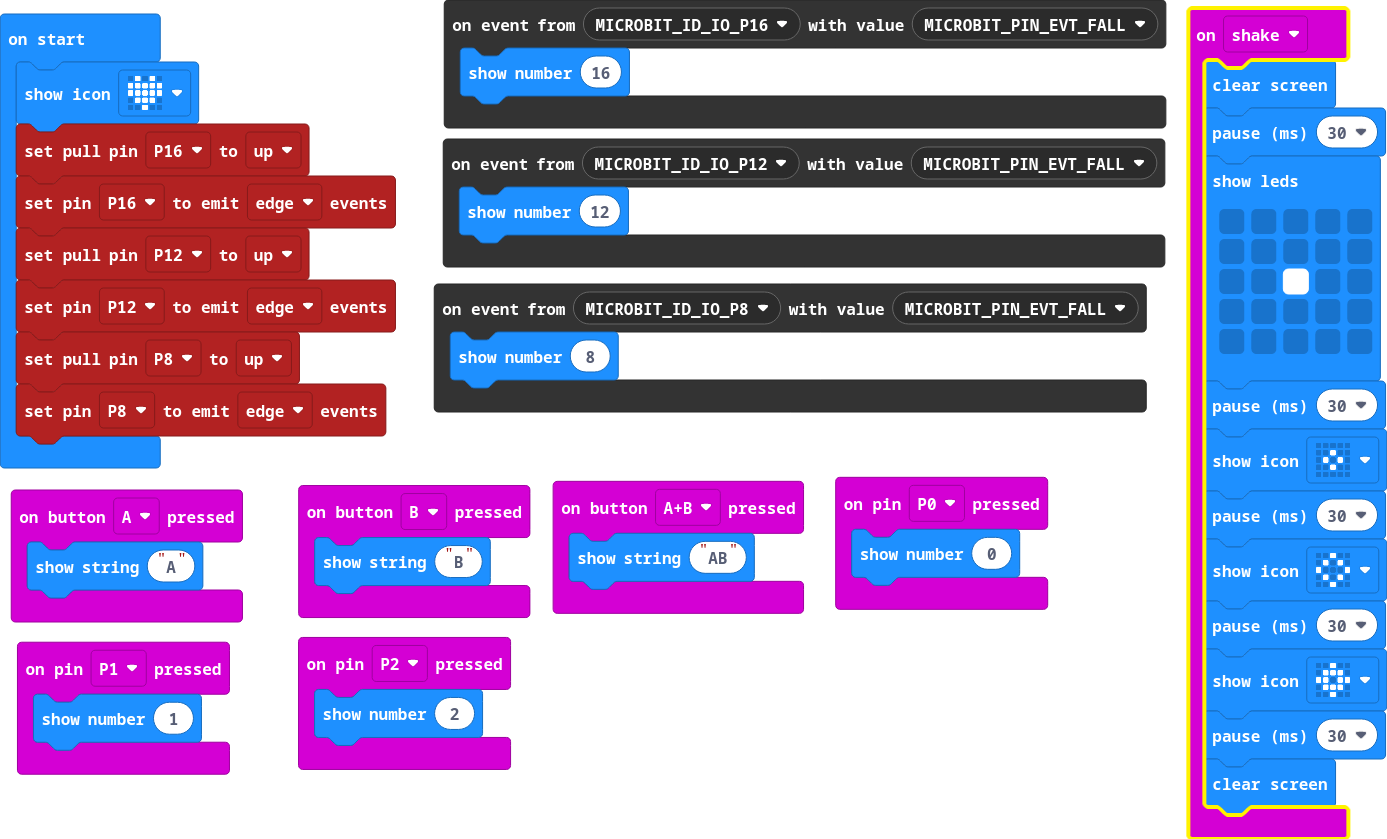 on start
show icon
set pull pin P16 to up
set pin P16 to emit edge events
set pull pin P12 to up
set pin P12 to emit edge events
set pull pin P8 to up
set pin P8 to emit edge events
on event from MICROBIT_ID_IO_P16 with value MICROBIT_PIN_EVT_FALL
show number 16
on event from MICROBIT_ID_IO_P12 with value MICROBIT_PIN_EVT_FALL
show number 12
on event from MICROBIT_ID_IO_P8 with value MICROBIT_PIN_EVT_FALL
show number 8
on button A pressed
show string "A"
on button B pressed
show string "B"
on button A+B pressed
show string "AB"
on pin P0 pressed
show number 0
on pin P1 pressed
show number 1
on pin P2 pressed
show number 2
on shake
clear screen
pause (ms) 30
show leds
pause (ms) 30
show icon
pause (ms) 30
show icon
pause (ms) 30
show icon
pause (ms) 30
clear screen